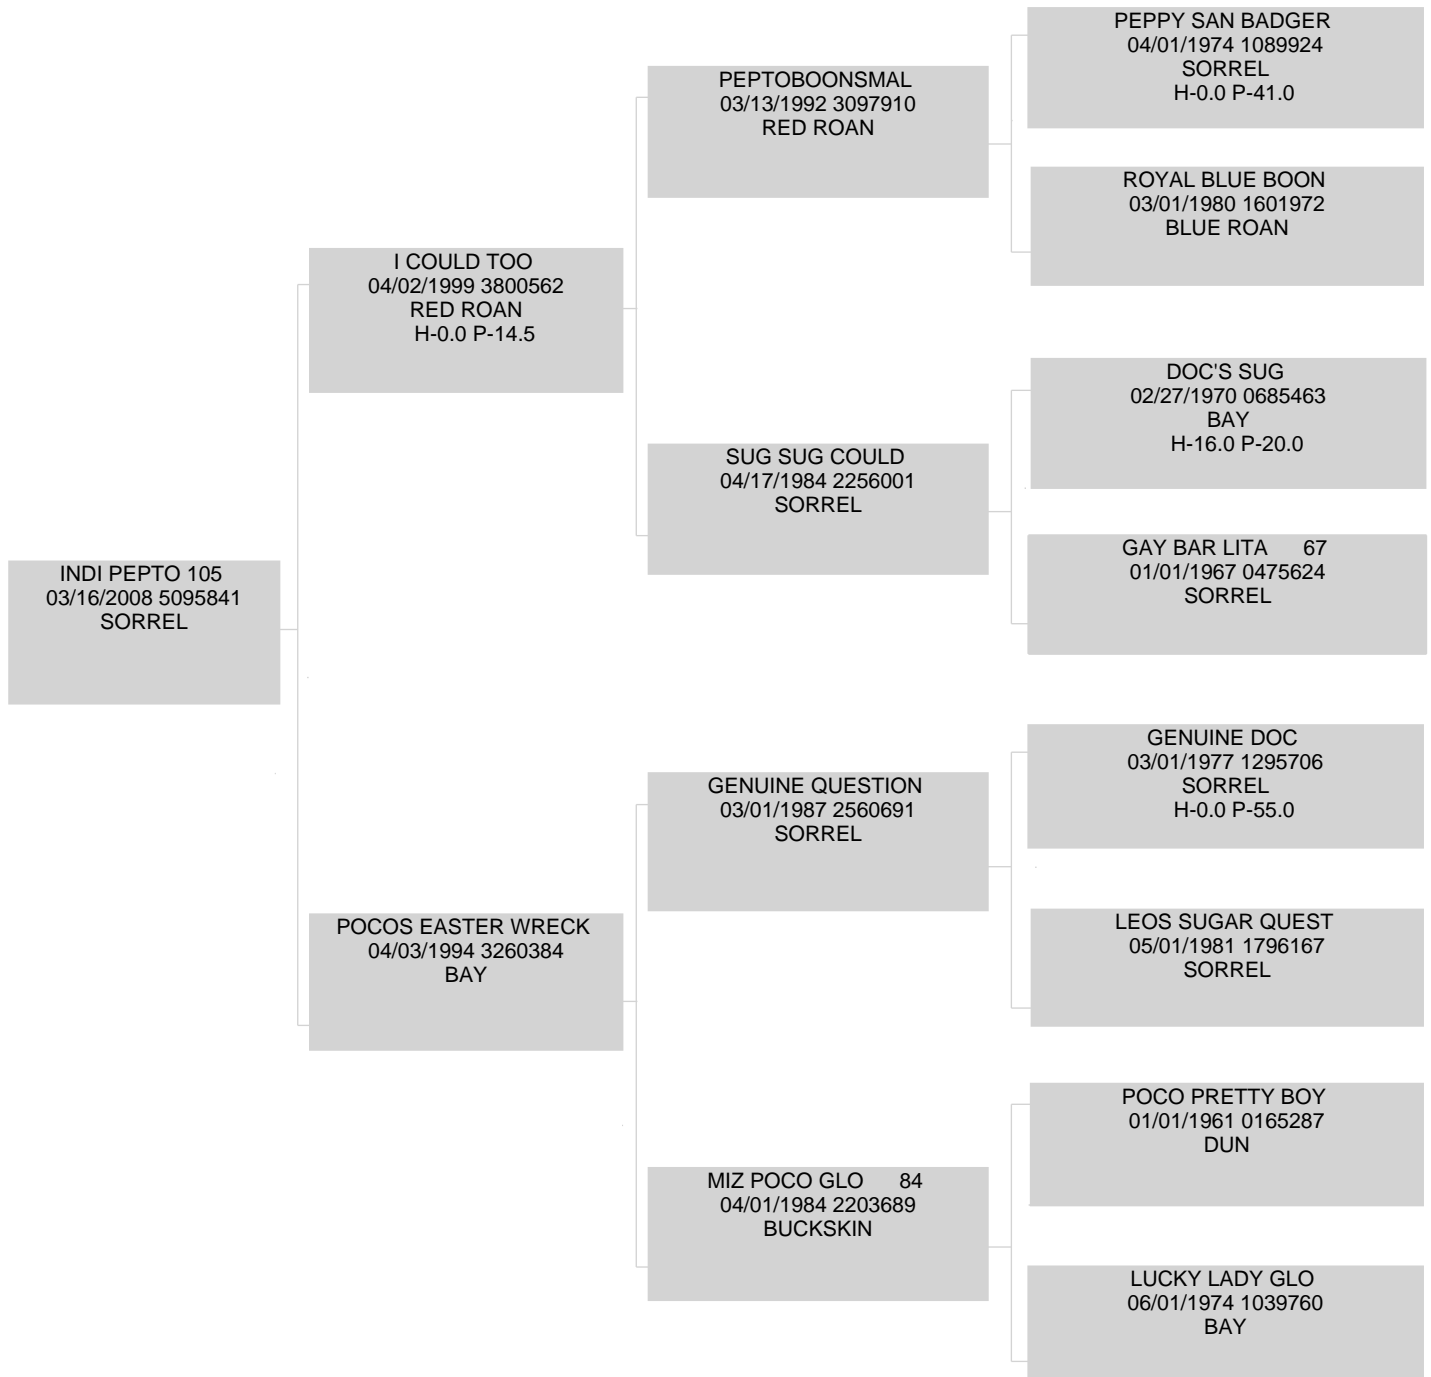 PEPPY SAN BADGER
04/01/1974 1089924
SORREL
H-0.0 P-41.0
PEPTOBOONSMAL
03/13/1992 3097910
RED ROAN
ROYAL BLUE BOON
03/01/1980 1601972
BLUE ROAN
I COULD TOO
04/02/1999 3800562
RED ROAN
H-0.0 P-14.5
DOC'S SUG
02/27/1970 0685463
BAY
H-16.0 P-20.0
SUG SUG COULD
04/17/1984 2256001
SORREL
GAY BAR LITA 67
01/01/1967 0475624
SORREL
INDI PEPTO 105
03/16/2008 5095841
SORREL
GENUINE DOC
03/01/1977 1295706
SORREL
H-0.0 P-55.0
GENUINE QUESTION
03/01/1987 2560691
SORREL
LEOS SUGAR QUEST
05/01/1981 1796167
SORREL
POCOS EASTER WRECK
04/03/1994 3260384
BAY
POCO PRETTY BOY
01/01/1961 0165287
DUN
MIZ POCO GLO 84
04/01/1984 2203689
BUCKSKIN
LUCKY LADY GLO
06/01/1974 1039760
BAY